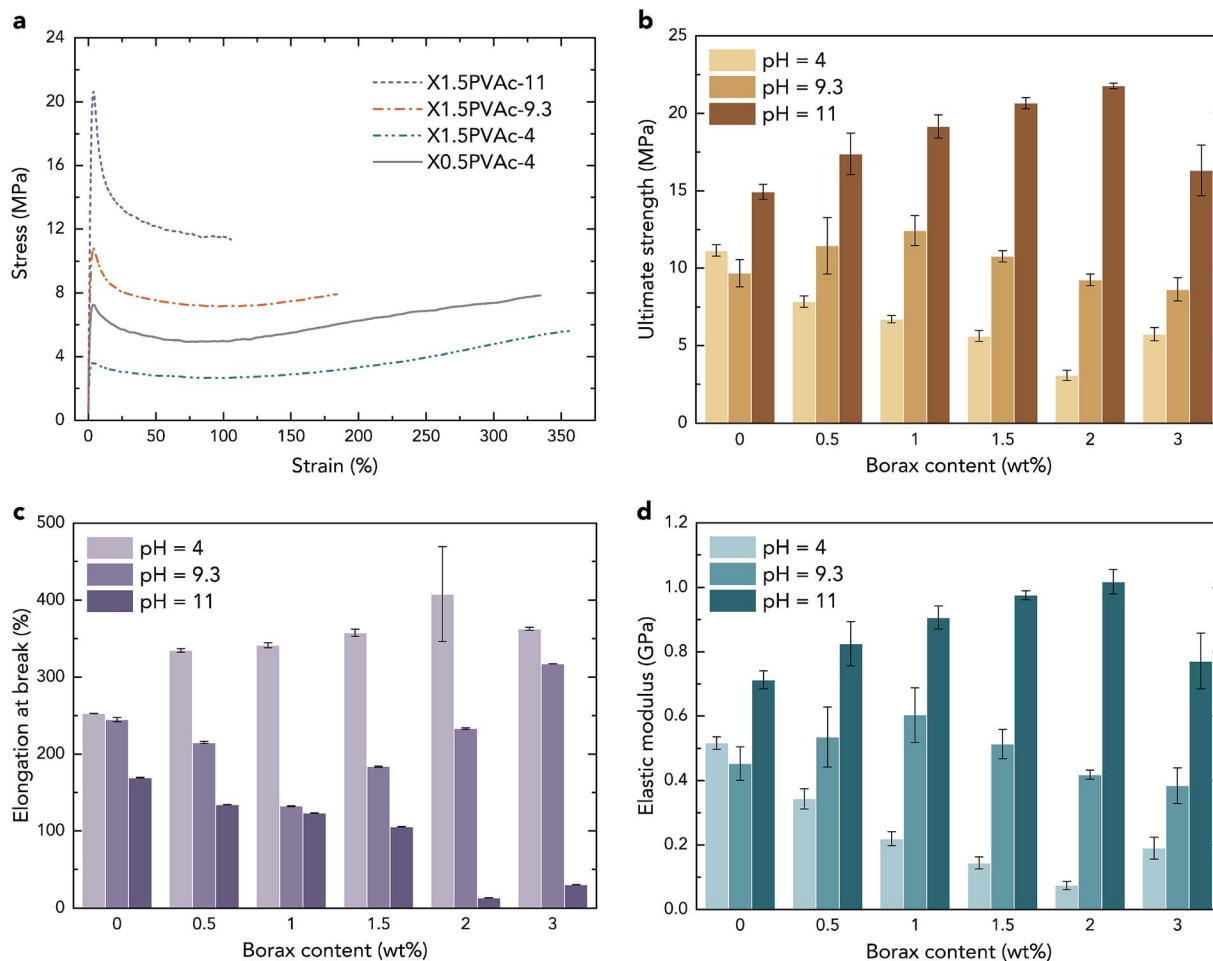 a
Stress (MPa)
24
20
16
12
8
4
0
X1.5PVAc-11
X1.5PVAc-9.3
X1.5PVAc-4
X0.5PVAc-4
0 50 100 150 200 250 300 350
Strain (%)
b
Ultimate strength (MPa)
25
20
15
10
5
0
pH = 4
pH = 9.3
pH = 11
0 0.5 1 1.5 2 3
Borax content (wt%)
c
Elongation at break (%)
500
400
300
200
100
0
pH = 4
pH = 9.3
pH = 11
0 0.5 1 1.5 2 3
Borax content (wt%)
d
Elastic modulus (GPa)
1.2
1.0
0.8
0.6
0.4
0.2
0.0
pH = 4
pH = 9.3
pH = 11
0 0.5 1 1.5 2 3
Borax content (wt%)